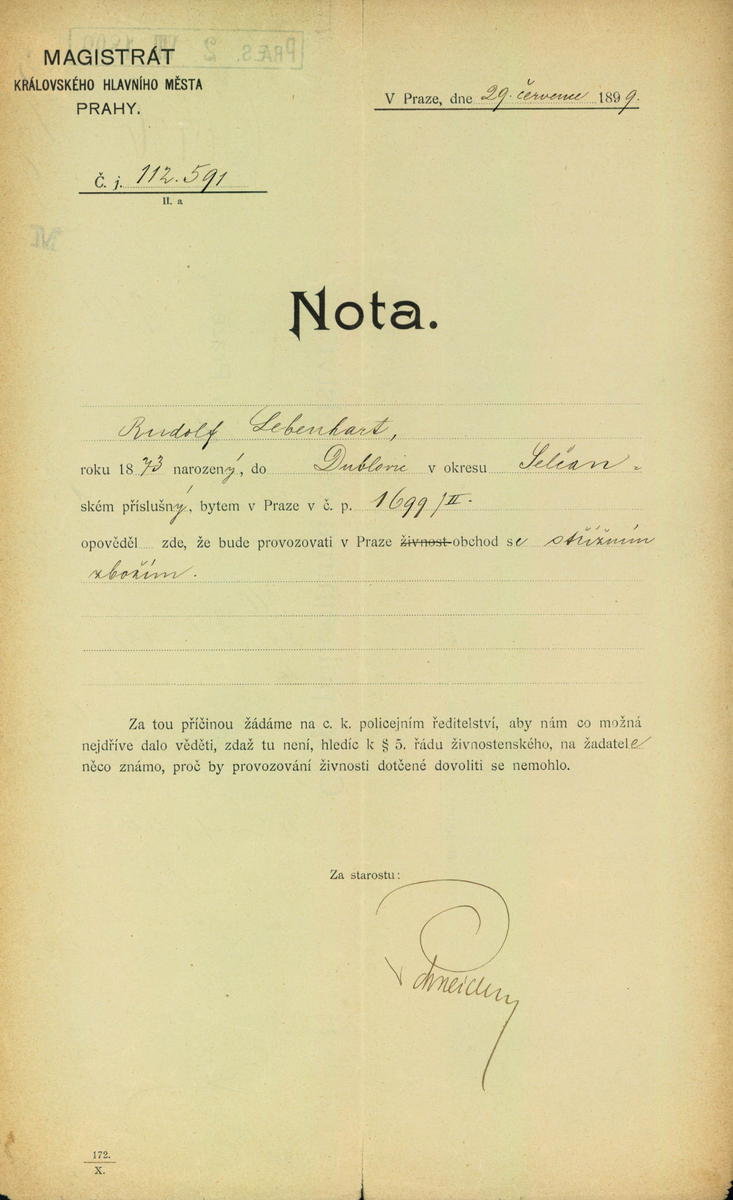 MAGISTRÁT
KRÁLOVSKÉHO HLAVNÍHO MĚSTA
PRAHY.
V Praze, dne 29. července 1899.
Č. j. 112.591
II. a
Nota.
Rudolf Lebenhart,
roku 1873 narozený, do Dublovic v okresu Selčan-
ském příslušný, bytem v Praze v č. p. 1699/II.
opověděl zde, že bude provozovati v Praze živnost obchod se střižním
zbožím.
Za tou příčinou žádáme na c. k. policejním ředitelství, aby nám co možná
nejdříve dalo věděti, zdaž tu není, hledíc k § 5. řádu živnostenského, na žadatele
něco známo, proč by provozování živnosti dotčené dovoliti se nemohlo.
Za starostu:
172.
X.